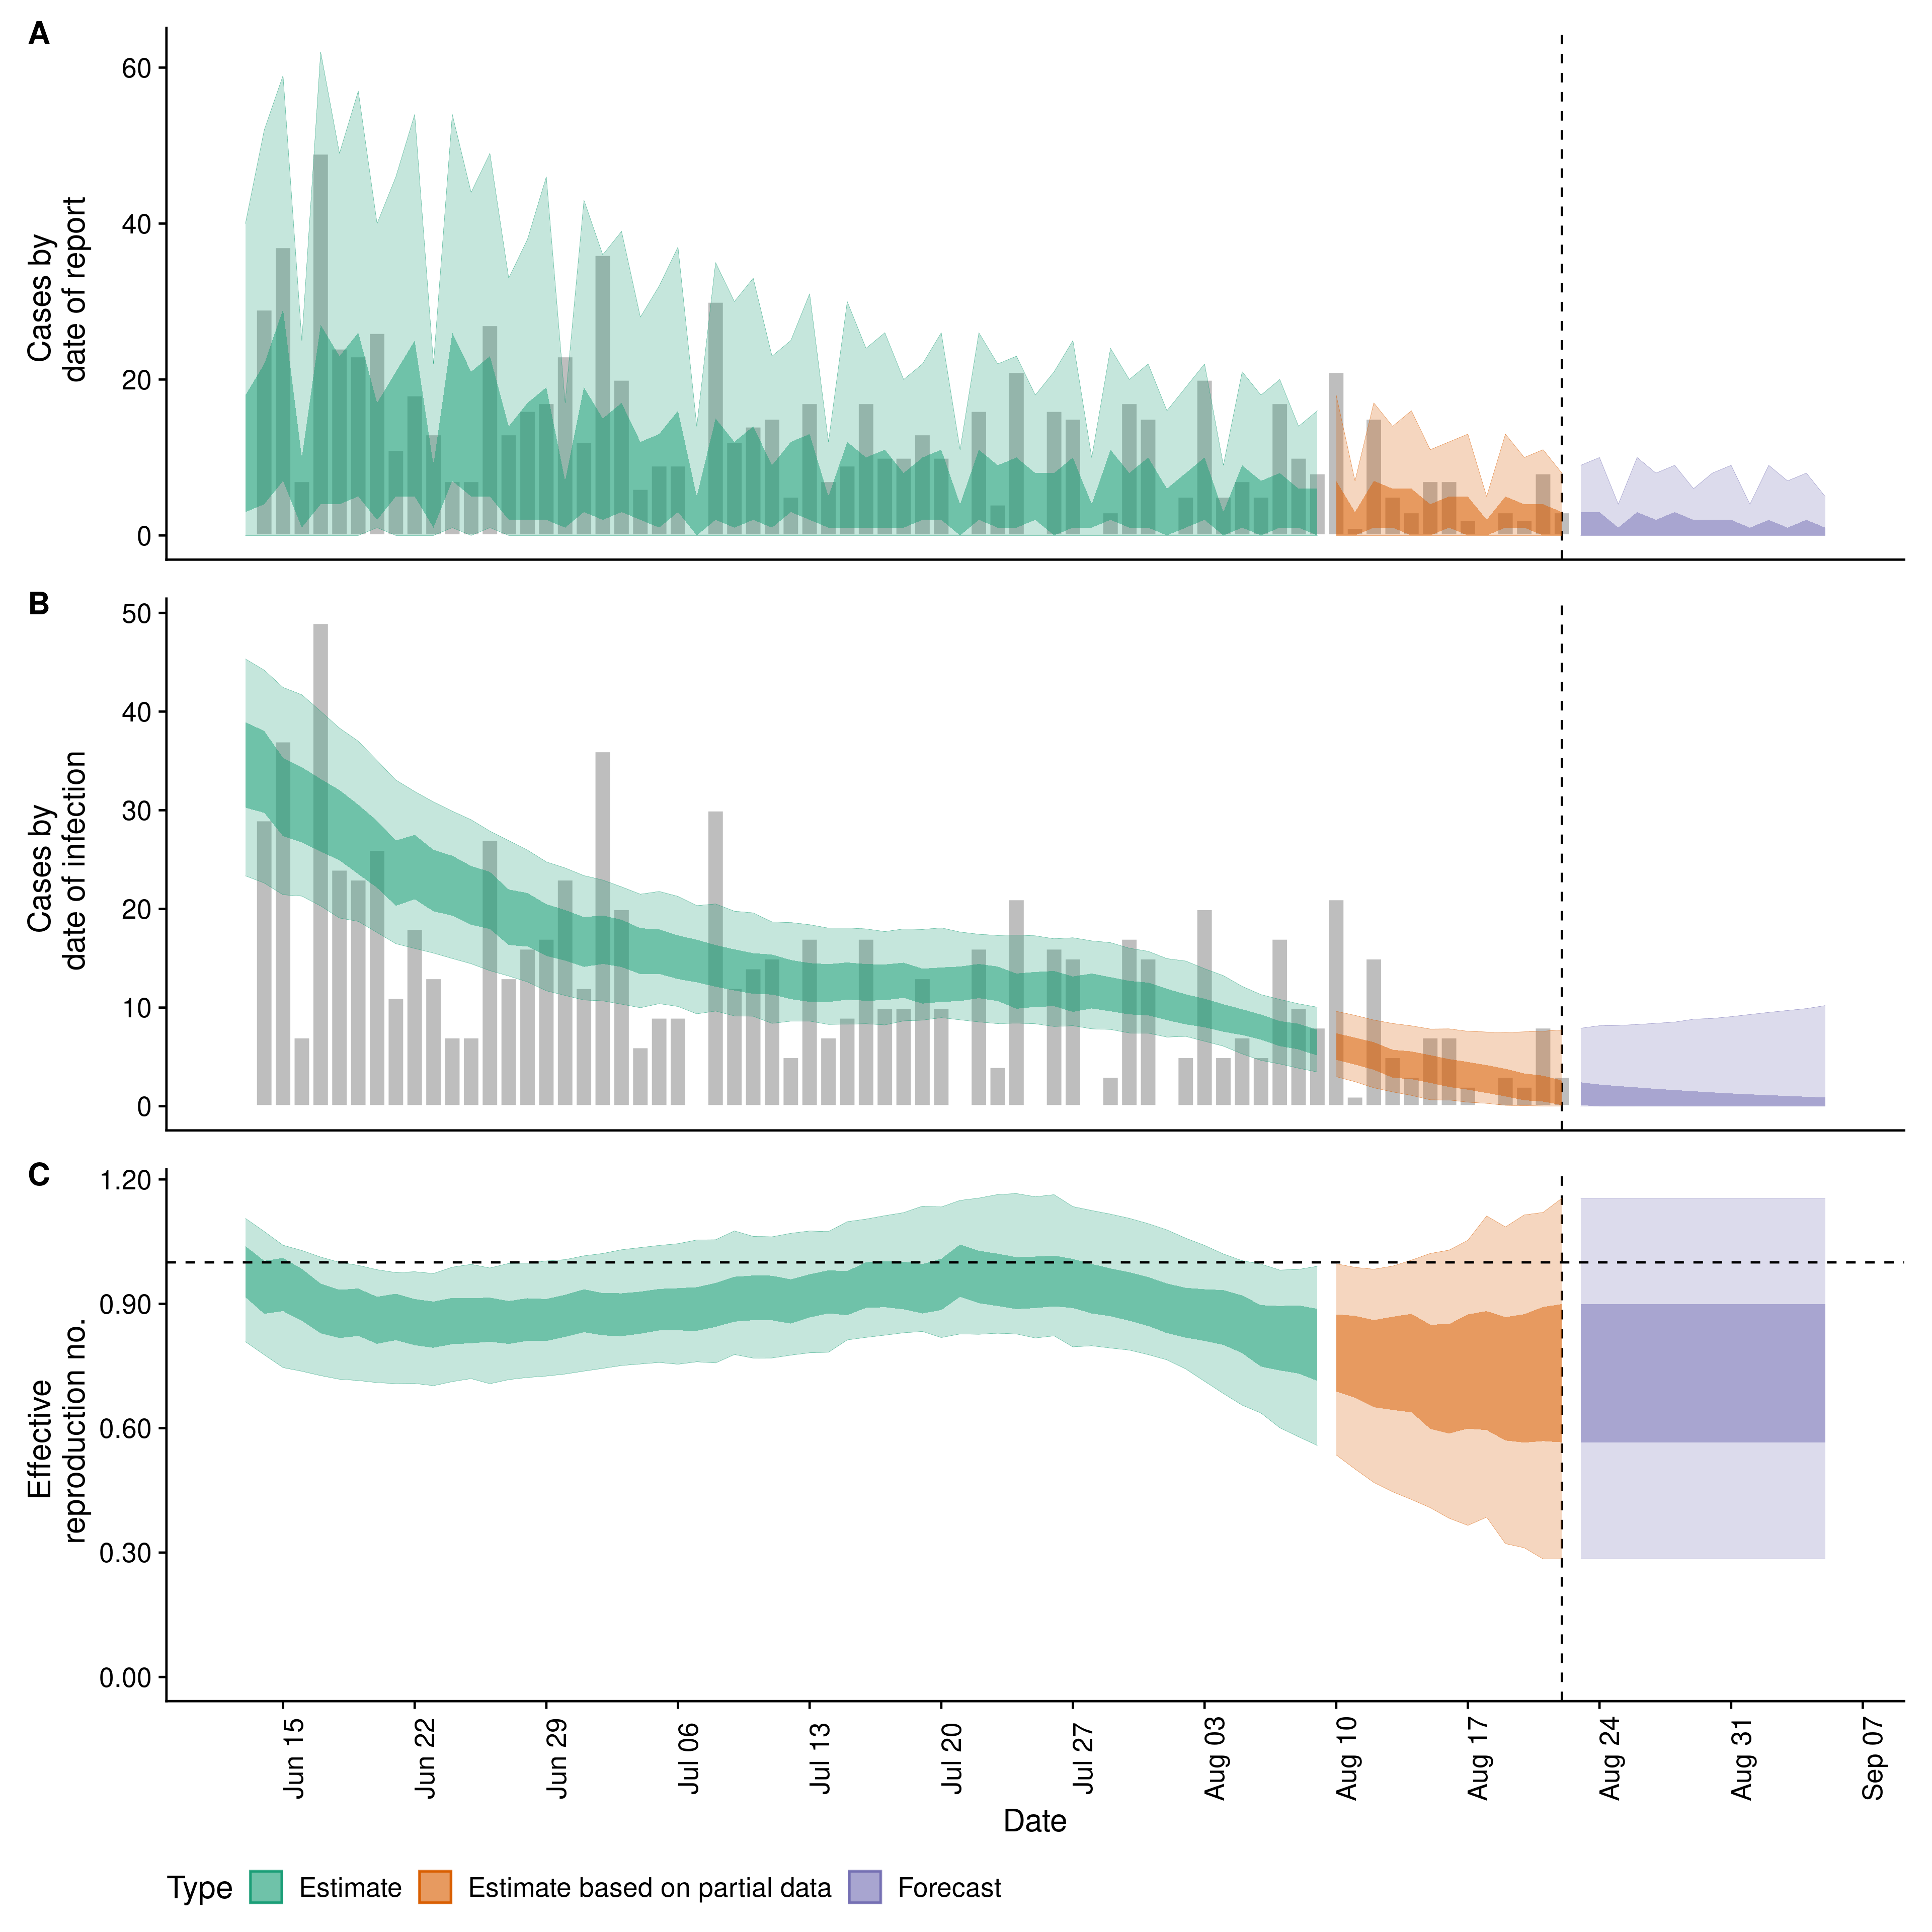 A
60
40
20
0
Cases by
date of report
B
50
40
30
20
10
0
Cases by
date of infection
C
1.20
0.90
0.60
0.30
0.00
Effective
reproduction no.
Jun 15
Jun 22
Jun 29
Jul 06
Jul 13
Jul 20
Jul 27
Aug 03
Aug 10
Aug 17
Aug 24
Aug 31
Sep 07
Date
Type Estimate Estimate based on partial data Forecast